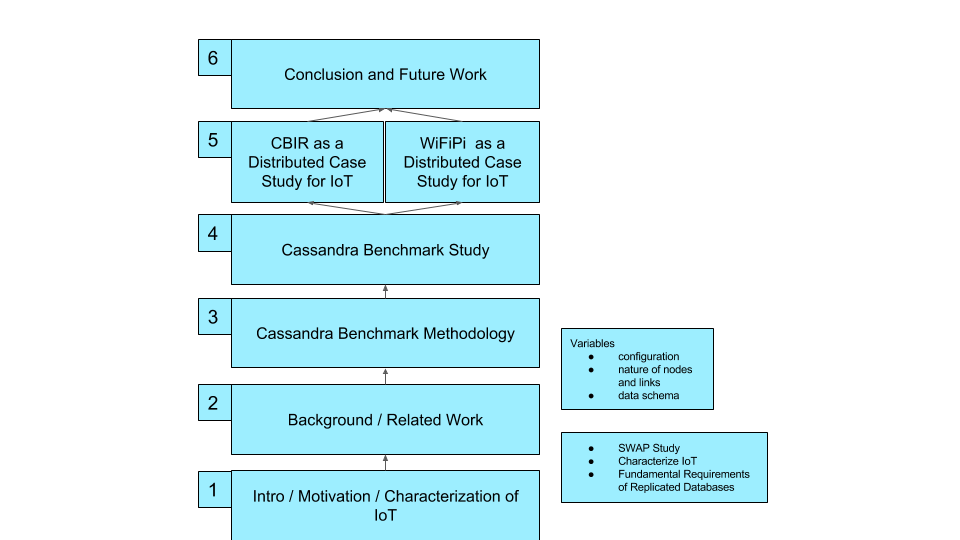 6
Conclusion and Future Work
5
CBIR as a
Distributed Case
Study for IoT
WiFiPi as a
Distributed Case
Study for IoT
4
Cassandra Benchmark Study
3
Cassandra Benchmark Methodology
Variables
● configuration
● nature of nodes
and links
● data schema
2
Background / Related Work
● SWAP Study
● Characterize IoT
● Fundamental Requirements
of Replicated Databases
1
Intro / Motivation / Characterization of
IoT